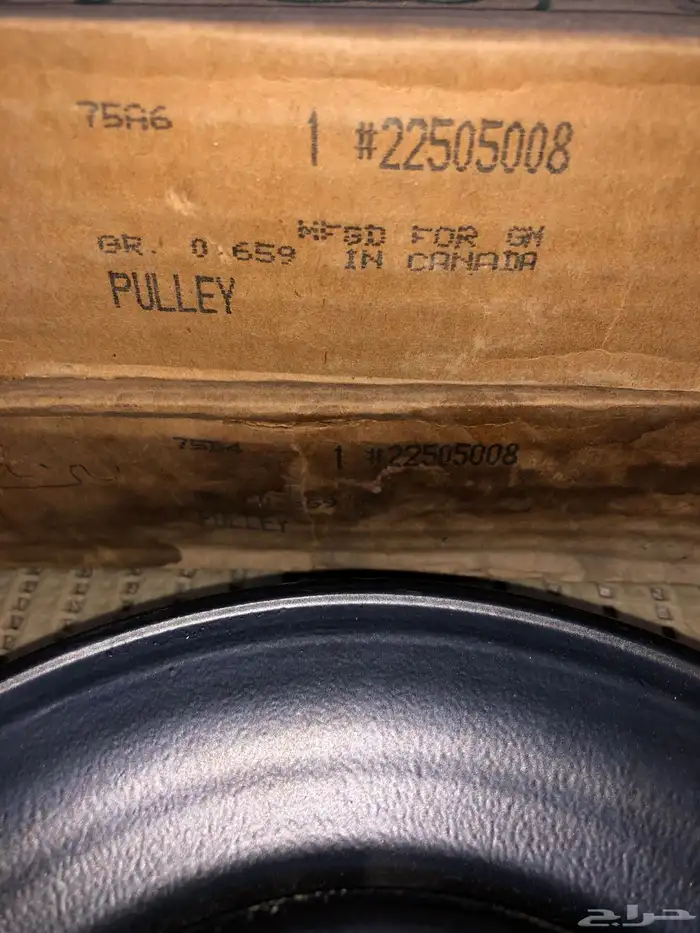 75A6 1 #22505008
GR. 0.659 MFGD FOR GM
IN CANADA
PULLEY
1 #22505008
PULLEY
حراج